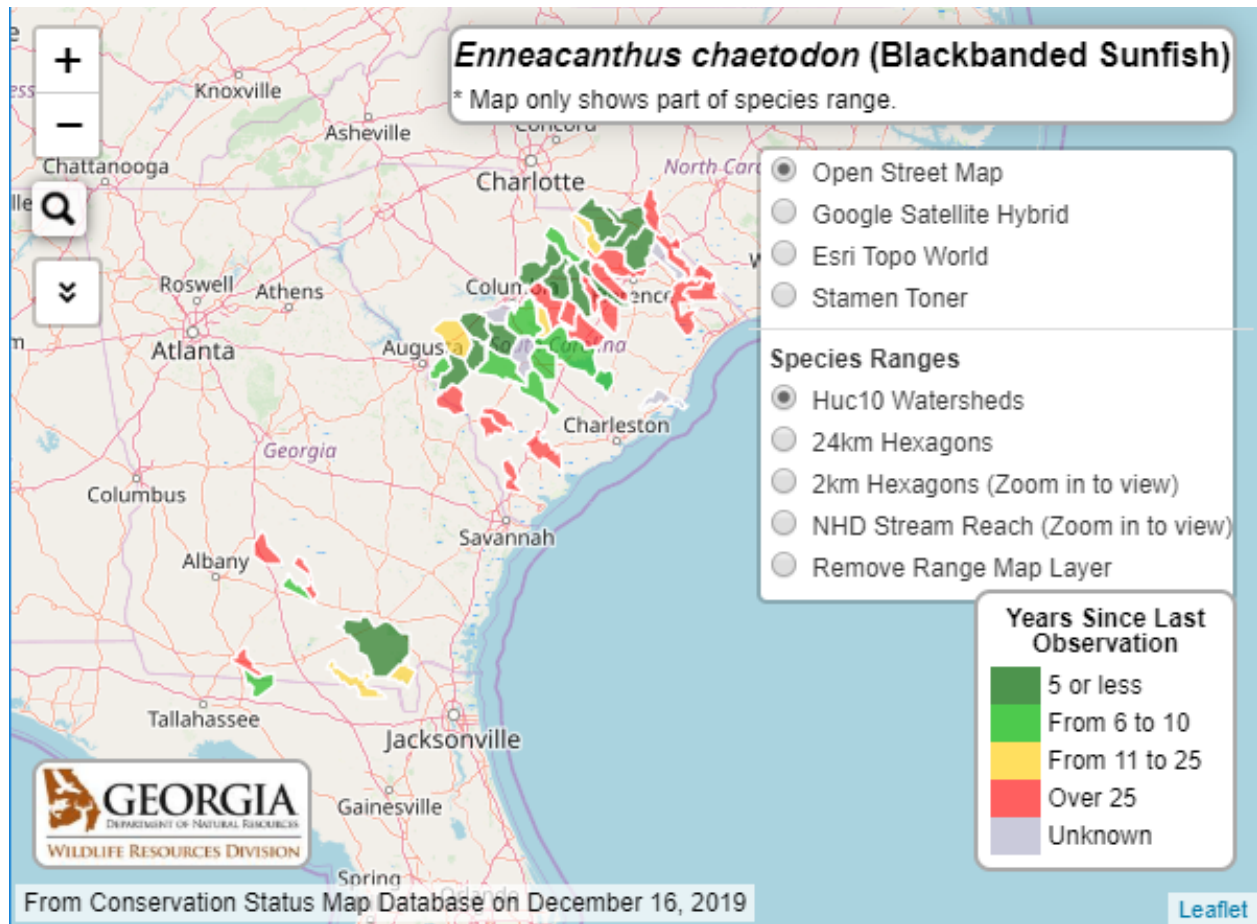 +
−
Enneacanthus chaetodon (Blackbanded Sunfish)
* Map only shows part of species range.
Knoxville
Asheville
Concord
Chattanooga
Charlotte
Open Street Map
Google Satellite Hybrid
Esri Topo World
Stamen Toner
Roswell
Athens
Atlanta
Augusta
South Carolina
Species Ranges
Huc10 Watersheds
24km Hexagons
2km Hexagons (Zoom in to view)
NHD Stream Reach (Zoom in to view)
Remove Range Map Layer
Charleston
Georgia
Columbus
Savannah
Albany
Years Since Last
Observation
5 or less
From 6 to 10
From 11 to 25
Over 25
Unknown
Tallahassee
Jacksonville
Gainesville
GEORGIA
DEPARTMENT OF NATURAL RESOURCES
WILDLIFE RESOURCES DIVISION
Spring
From Conservation Status Map Database on December 16, 2019
Leaflet